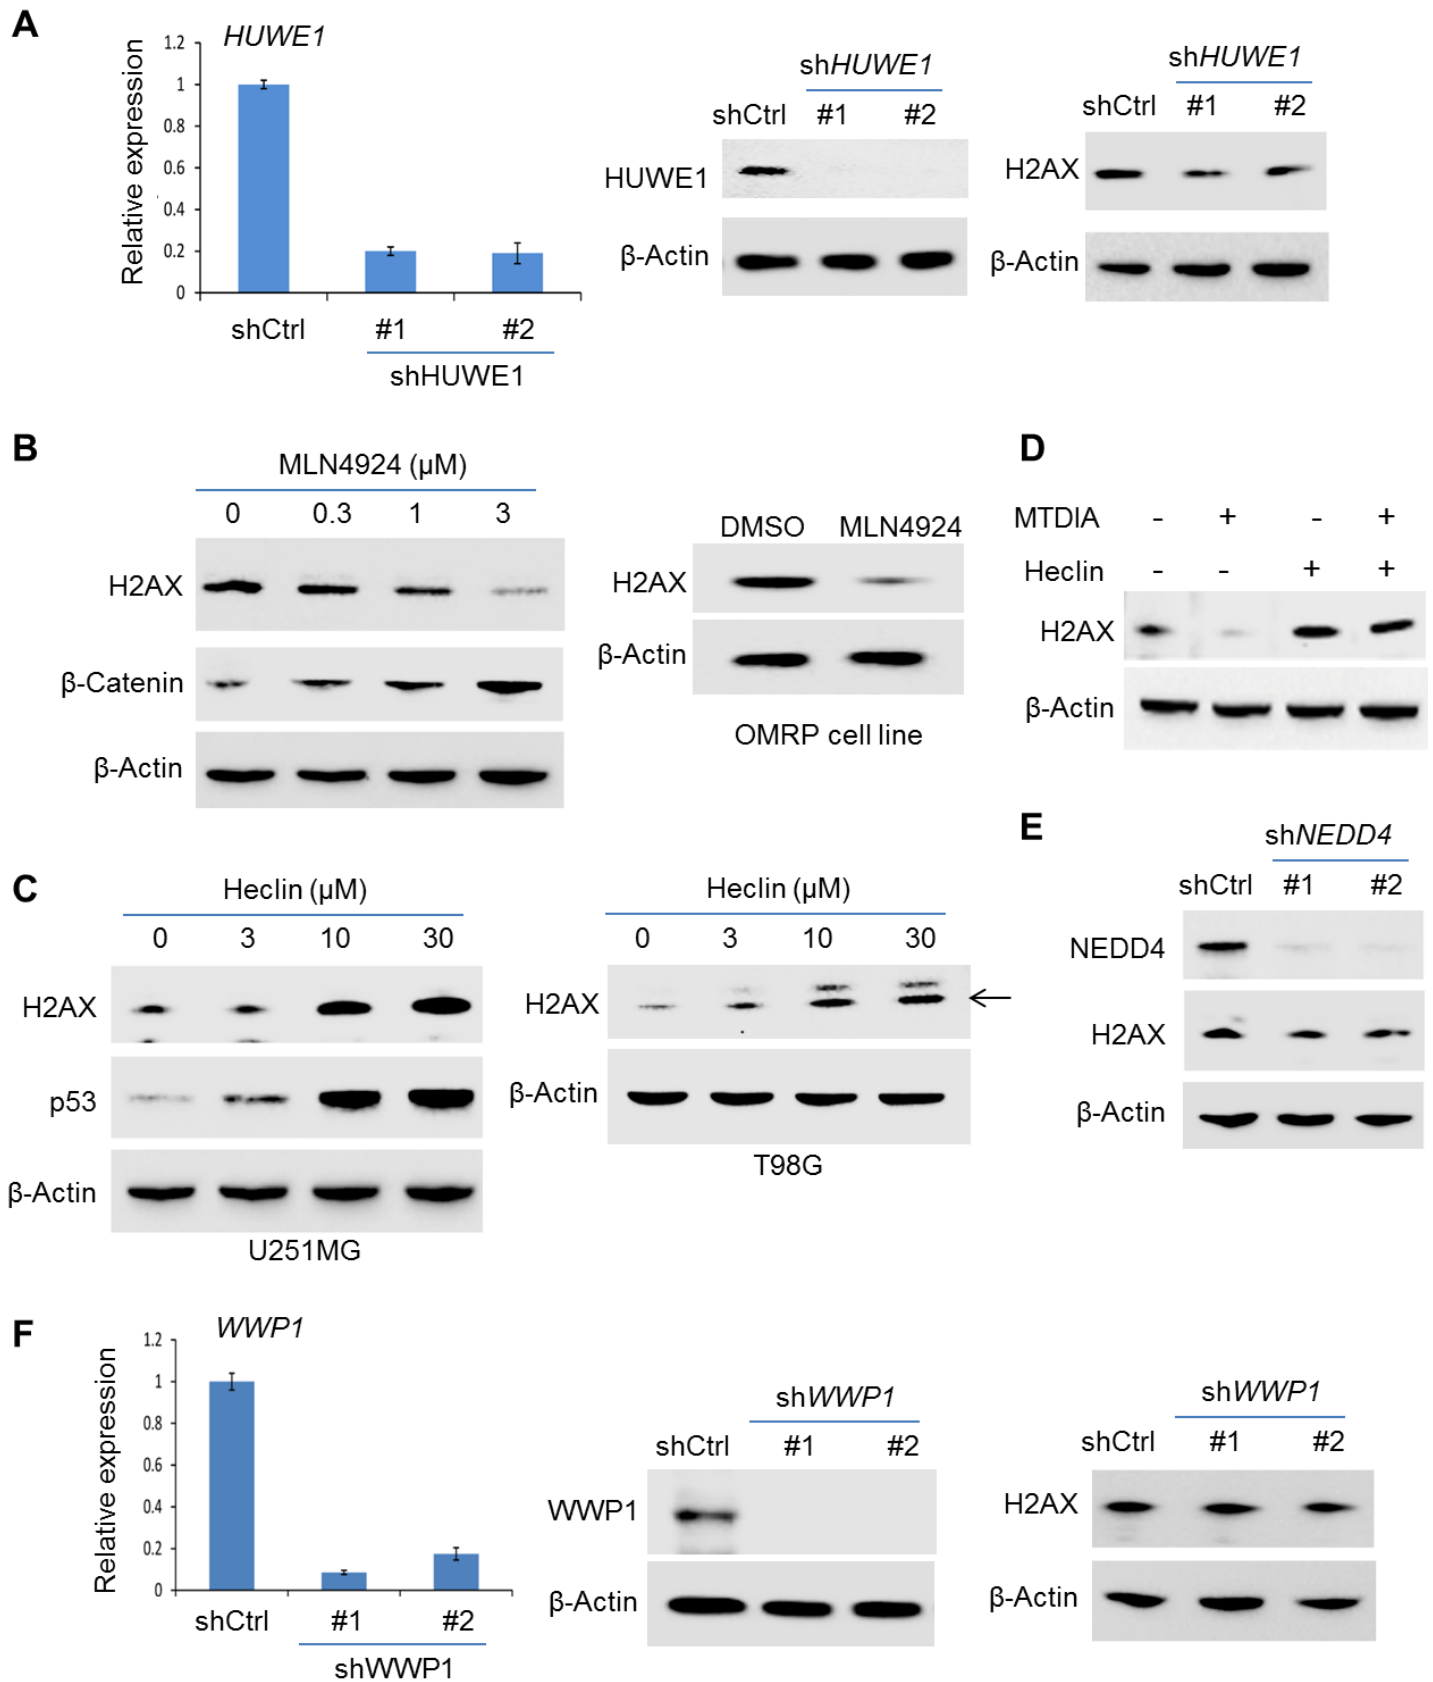 A
HUWE1
Relative expression
1.2
1
0.8
0.6
0.4
0.2
0
shCtrl #1 #2
shHUWE1
shHUWE1
shCtrl #1 #2
HUWE1
β-Actin
shHUWE1
shCtrl #1 #2
H2AX
β-Actin
B
MLN4924 (μM)
0 0.3 1 3
H2AX
β-Catenin
β-Actin
DMSO MLN4924
H2AX
β-Actin
OMRP cell line
D
MTDIA - + - +
Heclin - - + +
H2AX
β-Actin
C
Heclin (μM)
0 3 10 30
H2AX
p53
β-Actin
U251MG
Heclin (μM)
0 3 10 30
H2AX
β-Actin
T98G
E
shNEDD4
shCtrl #1 #2
NEDD4
H2AX
β-Actin
F
WWP1
Relative expression
1.2
1
0.8
0.6
0.4
0.2
0
shCtrl #1 #2
shWWP1
shWWP1
shCtrl #1 #2
WWP1
β-Actin
shWWP1
shCtrl #1 #2
H2AX
β-Actin